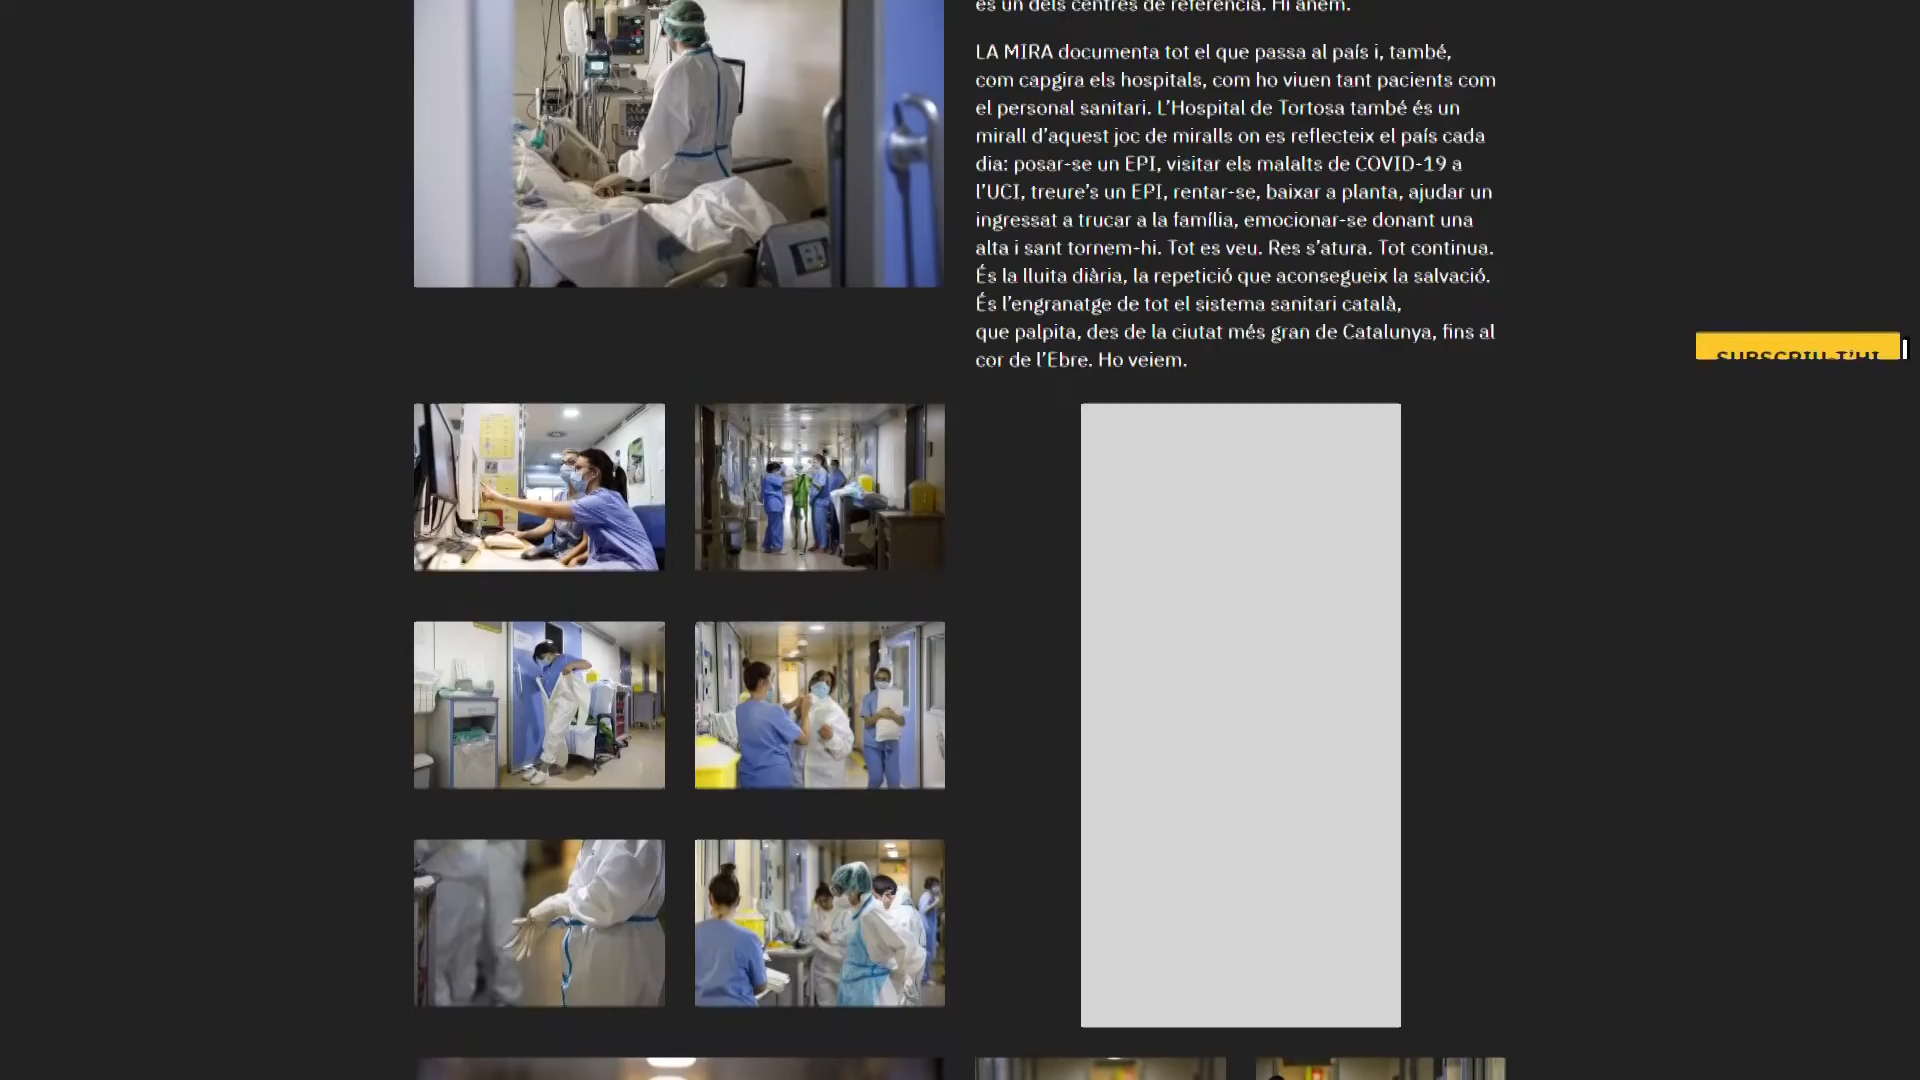 és un dels centres de referència. Hi anem.
LA MIRA documenta tot el que passa al país i, també,
com capgira els hospitals, com ho viuen tant pacients com
el personal sanitari. L’Hospital de Tortosa també és un
mirall d’aquest joc de miralls on es reflecteix el país cada
dia: posar-se un EPI, visitar els malalts de COVID-19 a
l’UCI, treure’s un EPI, rentar-se, baixar a planta, ajudar un
ingressat a trucar a la família, emocionar-se donant una
alta i sant tornem-hi. Tot es veu. Res s’atura. Tot continua.
És la lluita diària, la repetició que aconsegueix la salvació.
És l’engranatge de tot el sistema sanitari català,
que palpita, des de la ciutat més gran de Catalunya, fins al
cor de l’Ebre. Ho veiem.
SUBSCRIU-T’HI